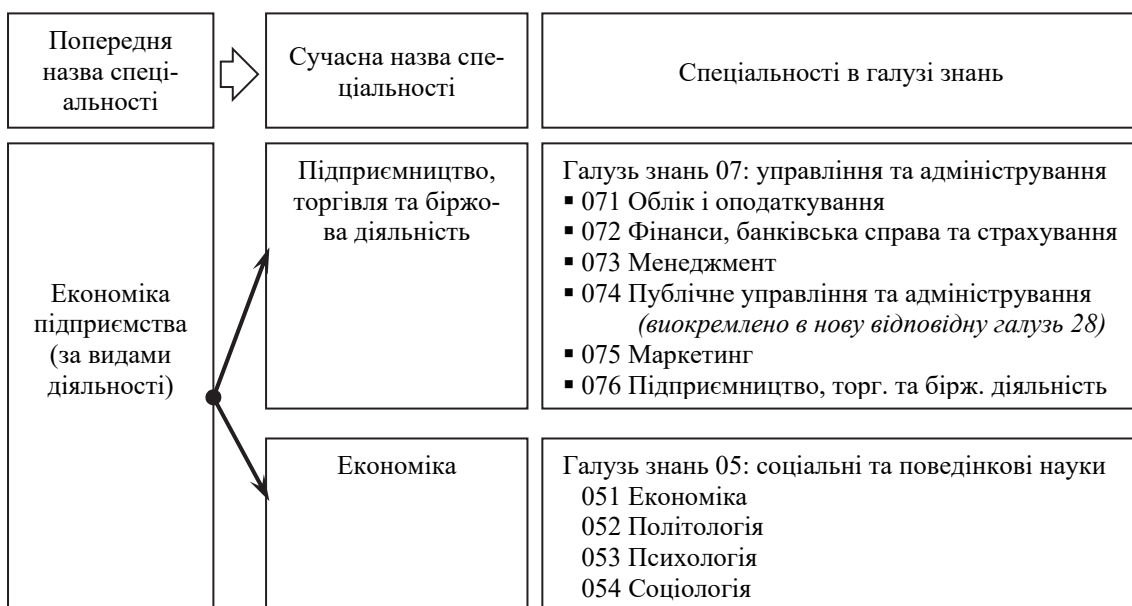 Попередня
назва спеці-
альності
Сучасна назва спе-
ціальності
Спеціальності в галузі знань
Економіка
підприємства
(за видами
діяльності)
Підприємництво,
торгівля та біржо-
ва діяльність
Галузь знань 07: управління та адміністрування
▪ 071 Облік і оподаткування
▪ 072 Фінанси, банківська справа та страхування
▪ 073 Менеджмент
▪ 074 Публічне управління та адміністрування
(виокремлено в нову відповідну галузь 28)
▪ 075 Маркетинг
▪ 076 Підприємництво, торг. та бірж. діяльність
Економіка
Галузь знань 05: соціальні та поведінкові науки
051 Економіка
052 Політологія
053 Психологія
054 Соціологія